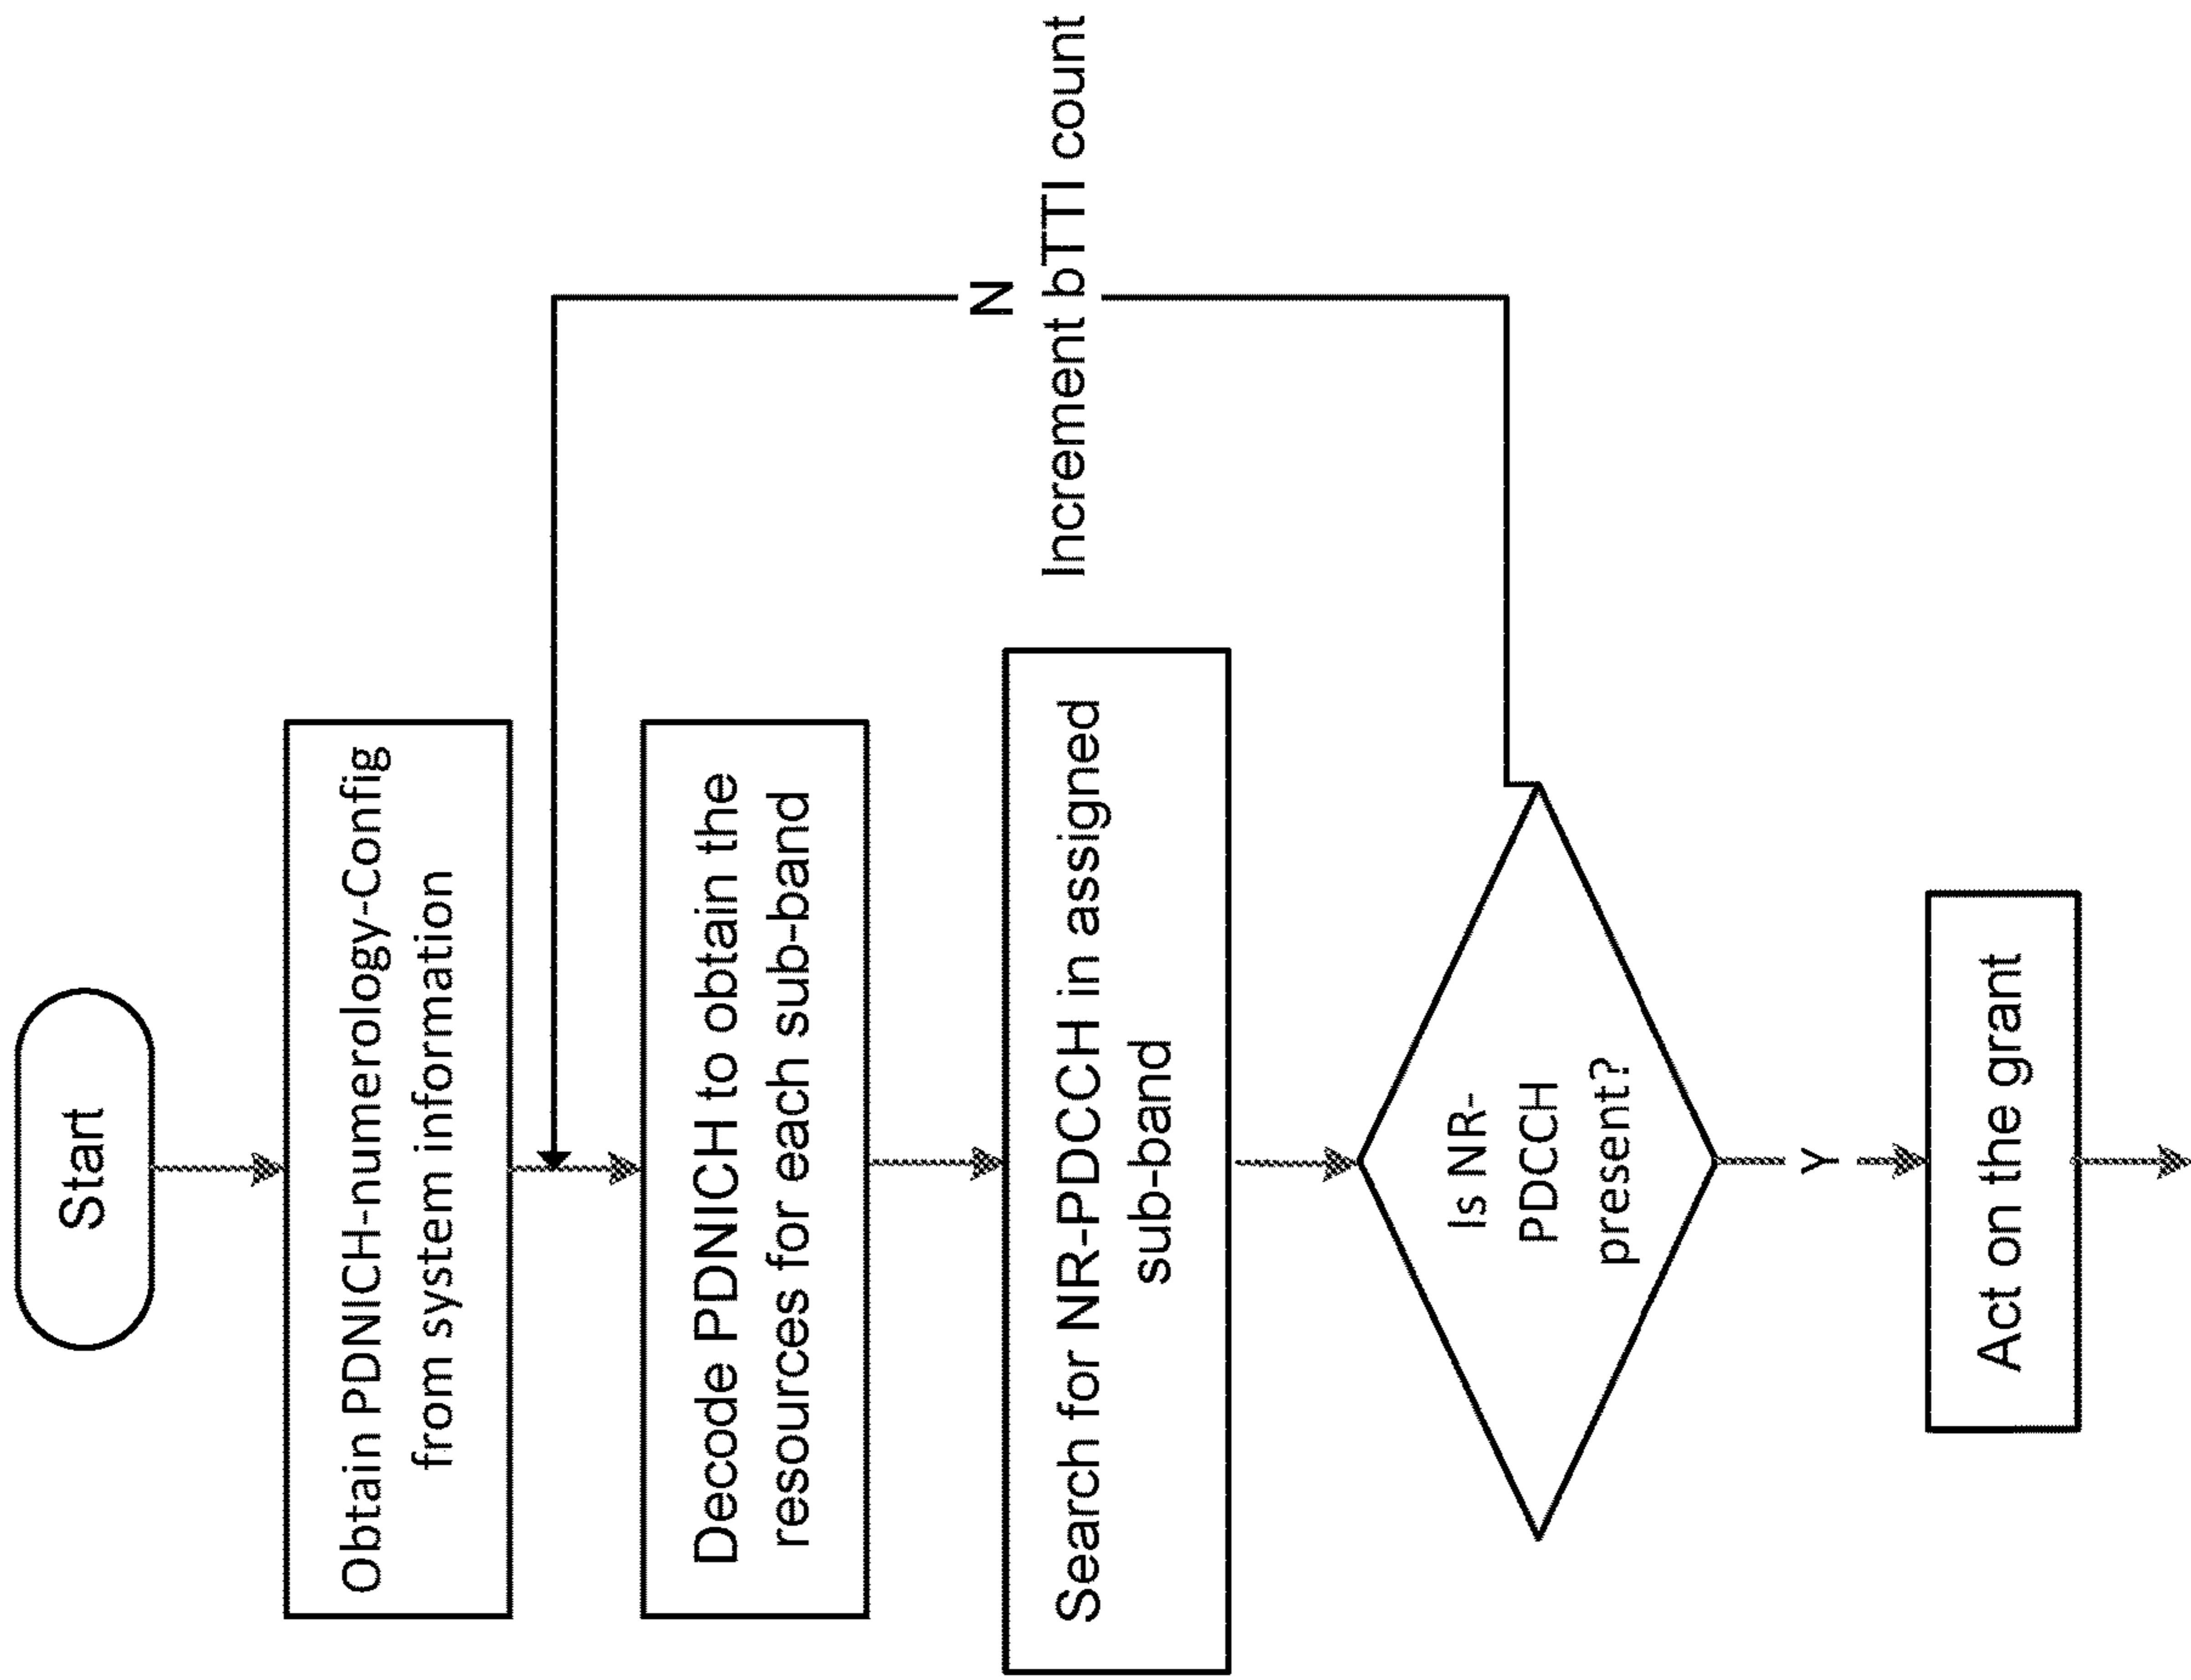 Start
Obtain PDNICH-numerology-Config
from system information
Decode PDNICH to obtain the
resources for each sub-band
Search for NR-PDCCH in assigned
sub-band
Is NR-
PDCCH
present?
N
Increment bTTI count
Y
Act on the grant